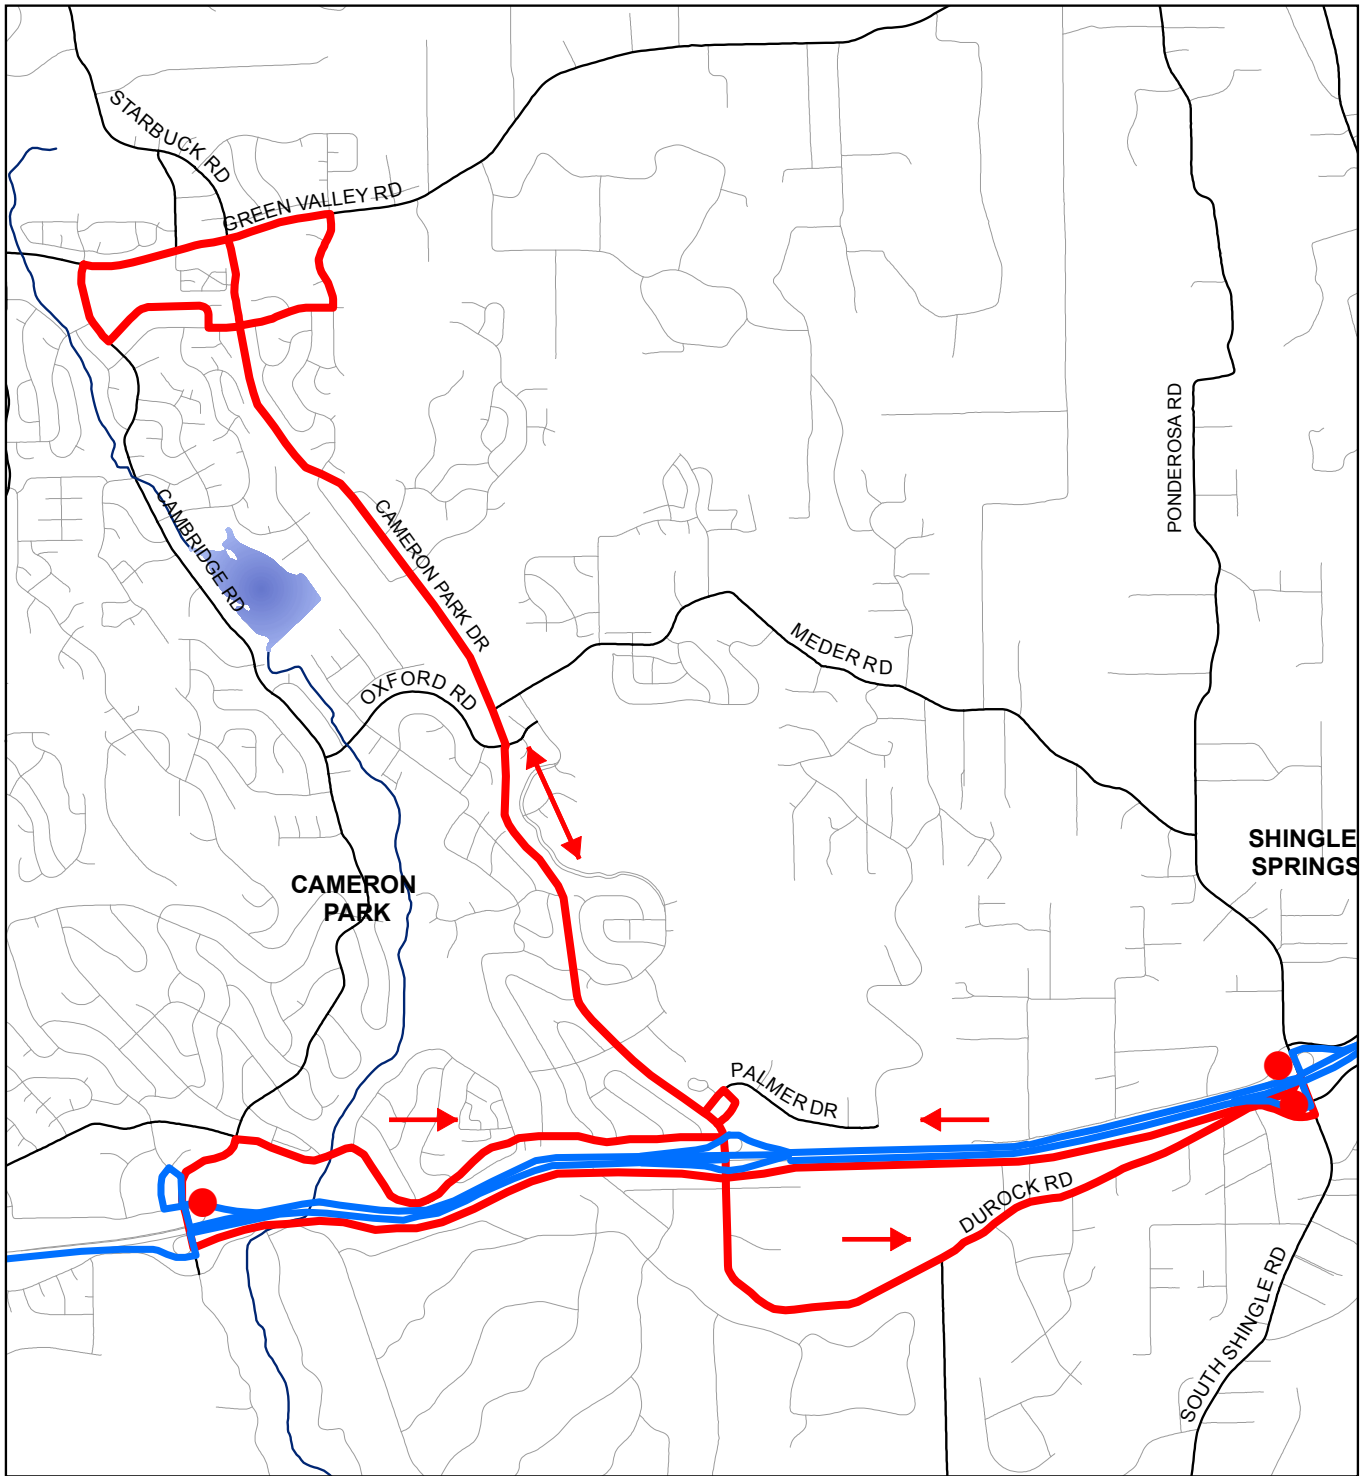 STARBUCK RD
GREEN VALLEY RD
PONDEROSA RD
CAMBRIDGE RD
CAMERON PARK DR
MEDER RD
OXFORD RD
SHINGLE
SPRINGS
CAMERON
PARK
PALMER DR
DUROCK RD
SOUTH SHINGLE RD